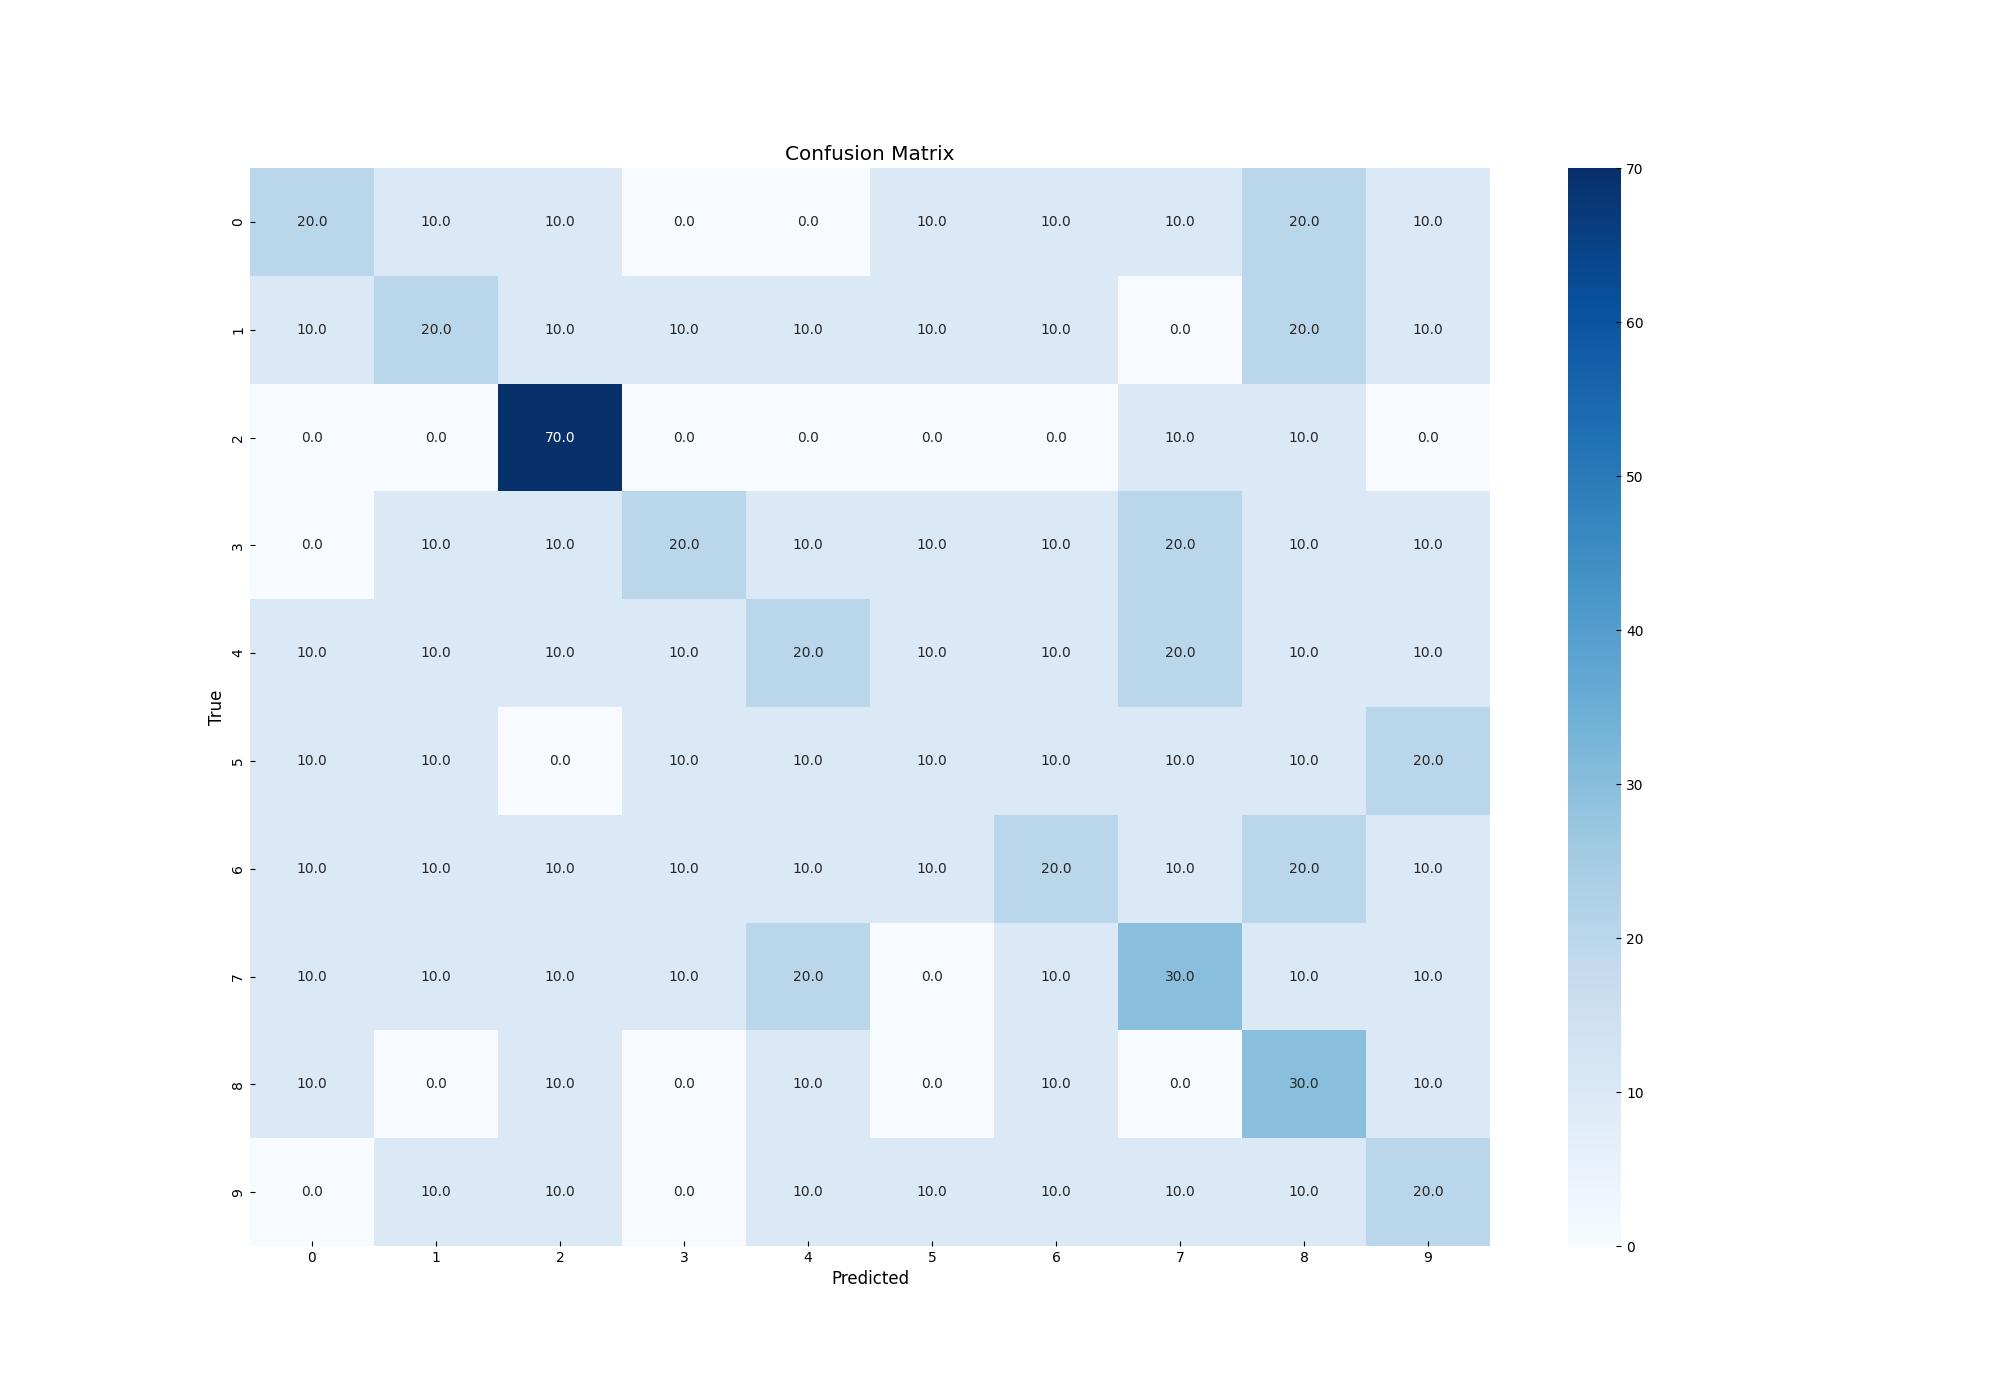 Confusion Matrix
0 20.0 10.0 10.0 0.0 0.0 10.0 10.0 10.0 20.0 10.0
1 10.0 20.0 10.0 10.0 10.0 10.0 10.0 0.0 20.0 10.0
2 0.0 0.0 70.0 0.0 0.0 0.0 0.0 10.0 10.0 0.0
3 0.0 10.0 10.0 20.0 10.0 10.0 10.0 20.0 10.0 10.0
4 10.0 10.0 10.0 10.0 20.0 10.0 10.0 20.0 10.0 10.0
True
5 10.0 10.0 0.0 10.0 10.0 10.0 10.0 10.0 10.0 20.0
6 10.0 10.0 10.0 10.0 10.0 10.0 20.0 10.0 20.0 10.0
7 10.0 10.0 10.0 10.0 20.0 0.0 10.0 30.0 10.0 10.0
8 10.0 0.0 10.0 0.0 10.0 0.0 10.0 0.0 30.0 10.0
9 0.0 10.0 10.0 0.0 10.0 10.0 10.0 10.0 10.0 20.0
0 1 2 3 4 5 6 7 8 9
Predicted
70
60
50
40
30
20
10
0